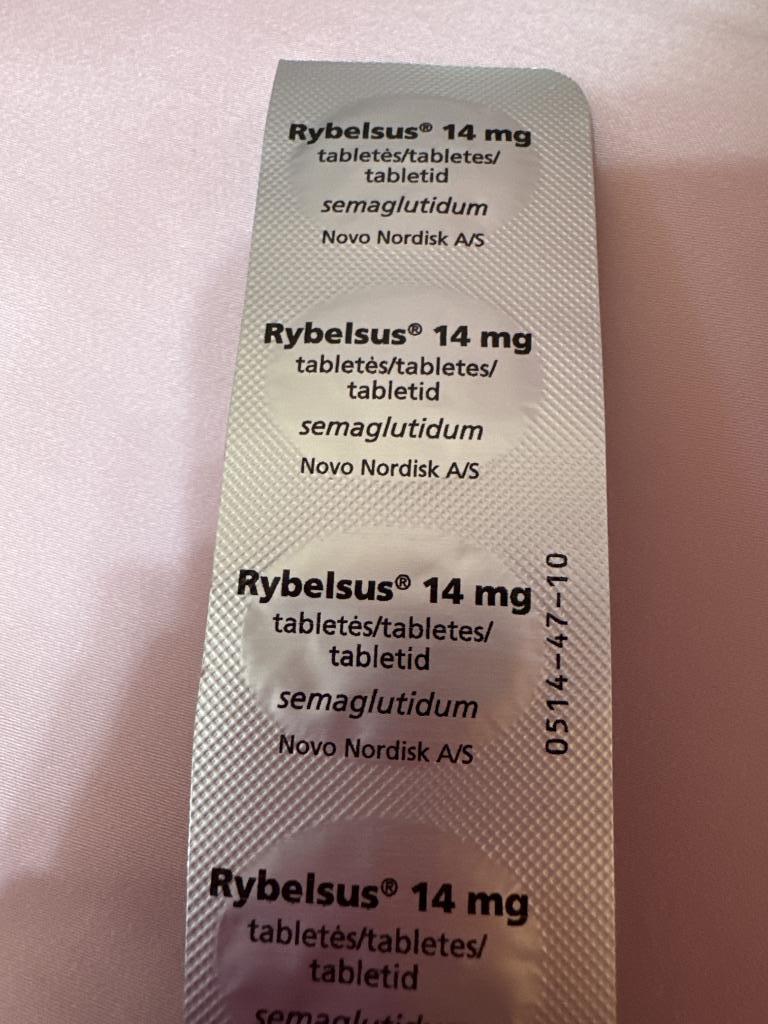 Rybelsus® 14 mg
tabletės/tabletes/
tabletid
semaglutidum
Novo Nordisk A/S
Rybelsus® 14 mg
tabletės/tabletes/
tabletid
semaglutidum
Novo Nordisk A/S
Rybelsus® 14 mg
tabletės/tabletes/
tabletid
semaglutidum
Novo Nordisk A/S
0514-47-10
Rybelsus® 14 mg
tabletės/tabletes/
tabletid
semaglutidum